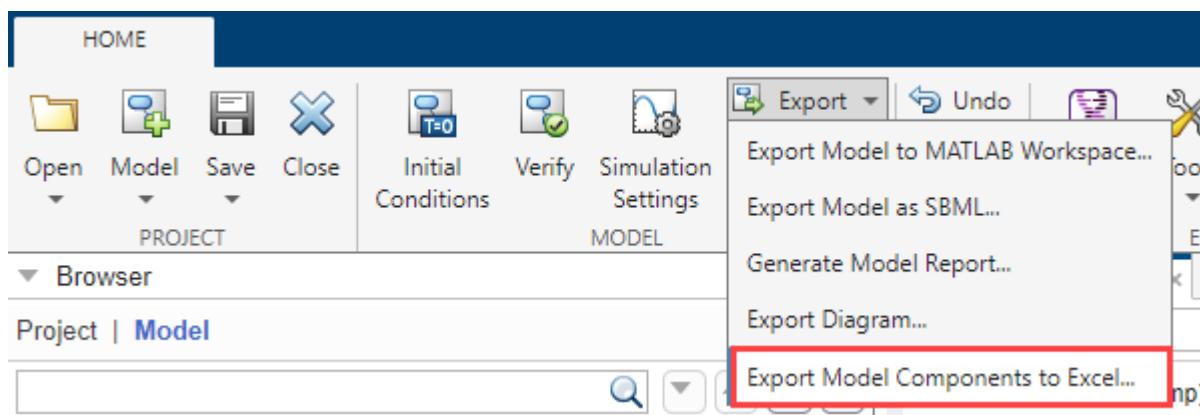 HOME
Export
Undo
Open
Model
Save
Close
Initial
Conditions
Verify
Simulation
Settings
T=0
PROJECT
MODEL
Export Model to MATLAB Workspace...
Export Model as SBML...
Generate Model Report...
Export Diagram...
Export Model Components to Excel...
Browser
Project | Model